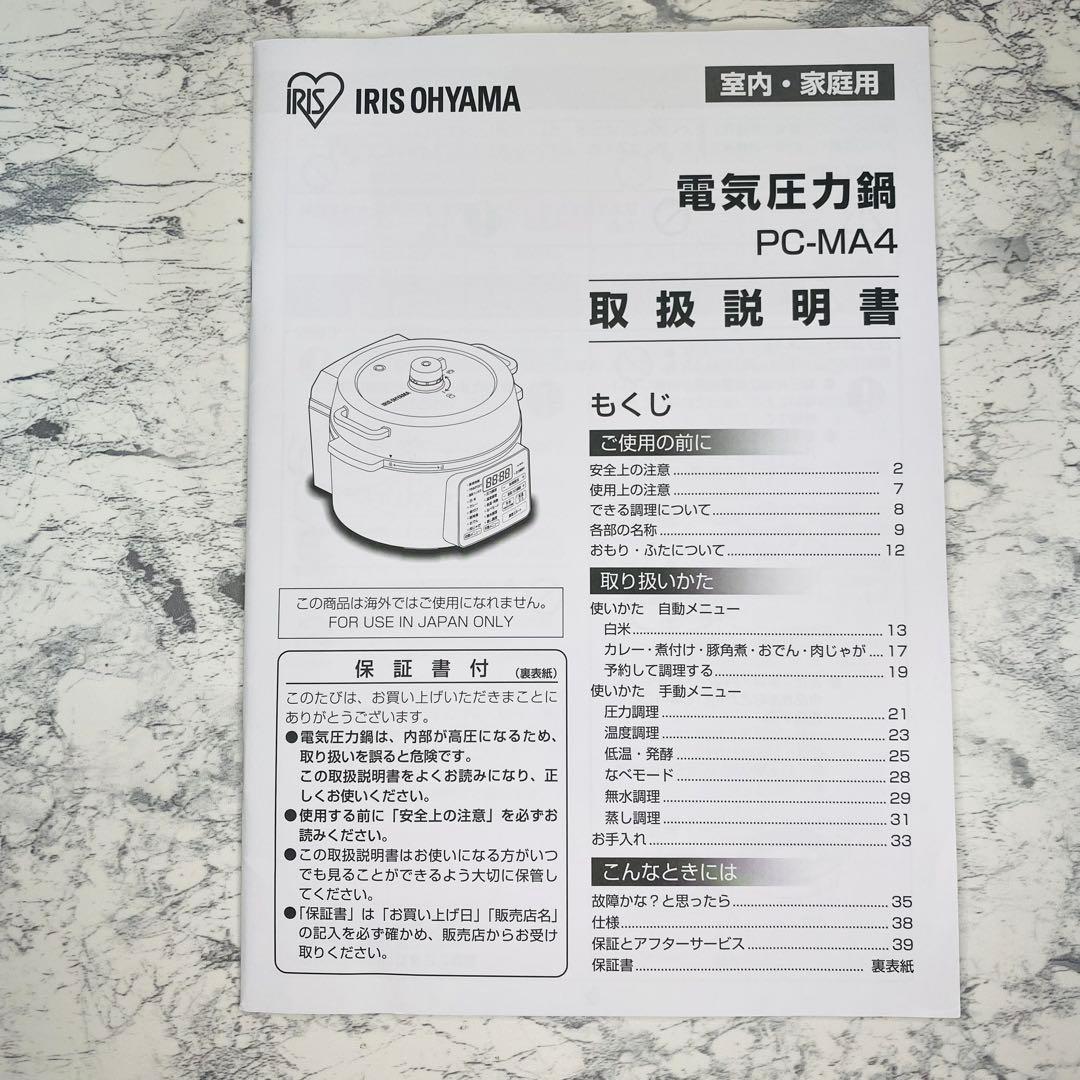 IRIS IRIS OHYAMA
室内・家庭用
電気圧力鍋
PC-MA4
取扱説明書
IRIS OHYAMA
88:88
この商品は海外ではご使用になれません。
FOR USE IN JAPAN ONLY
保証書付 (裏表紙)
このたびは、お買い上げいただきまことに
ありがとうございます。
●電気圧力鍋は、内部が高圧になるため、
取り扱いを誤ると危険です。
この取扱説明書をよくお読みになり、正
しくお使いください。
●使用する前に「安全上の注意」を必ずお
読みください。
●この取扱説明書はお使いになる方がいつ
でも見ることができるよう大切に保管し
てください。
●「保証書」は「お買い上げ日」「販売店名」
の記入を必ず確かめ、販売店からお受け
取りください。
もくじ
ご使用の前に
安全上の注意 2
使用上の注意 7
できる調理について 8
各部の名称 9
おもり・ふたについて 12
取り扱いかた
使いかた 自動メニュー
白米 13
カレー・煮付け・豚角煮・おでん・肉じゃが 17
予約して調理する 19
使いかた 手動メニュー
圧力調理 21
温度調理 23
低温・発酵 25
なべモード 28
無水調理 29
蒸し調理 31
お手入れ 33
こんなときには
故障かな？と思ったら 35
仕様 38
保証とアフターサービス 39
保証書 裏表紙